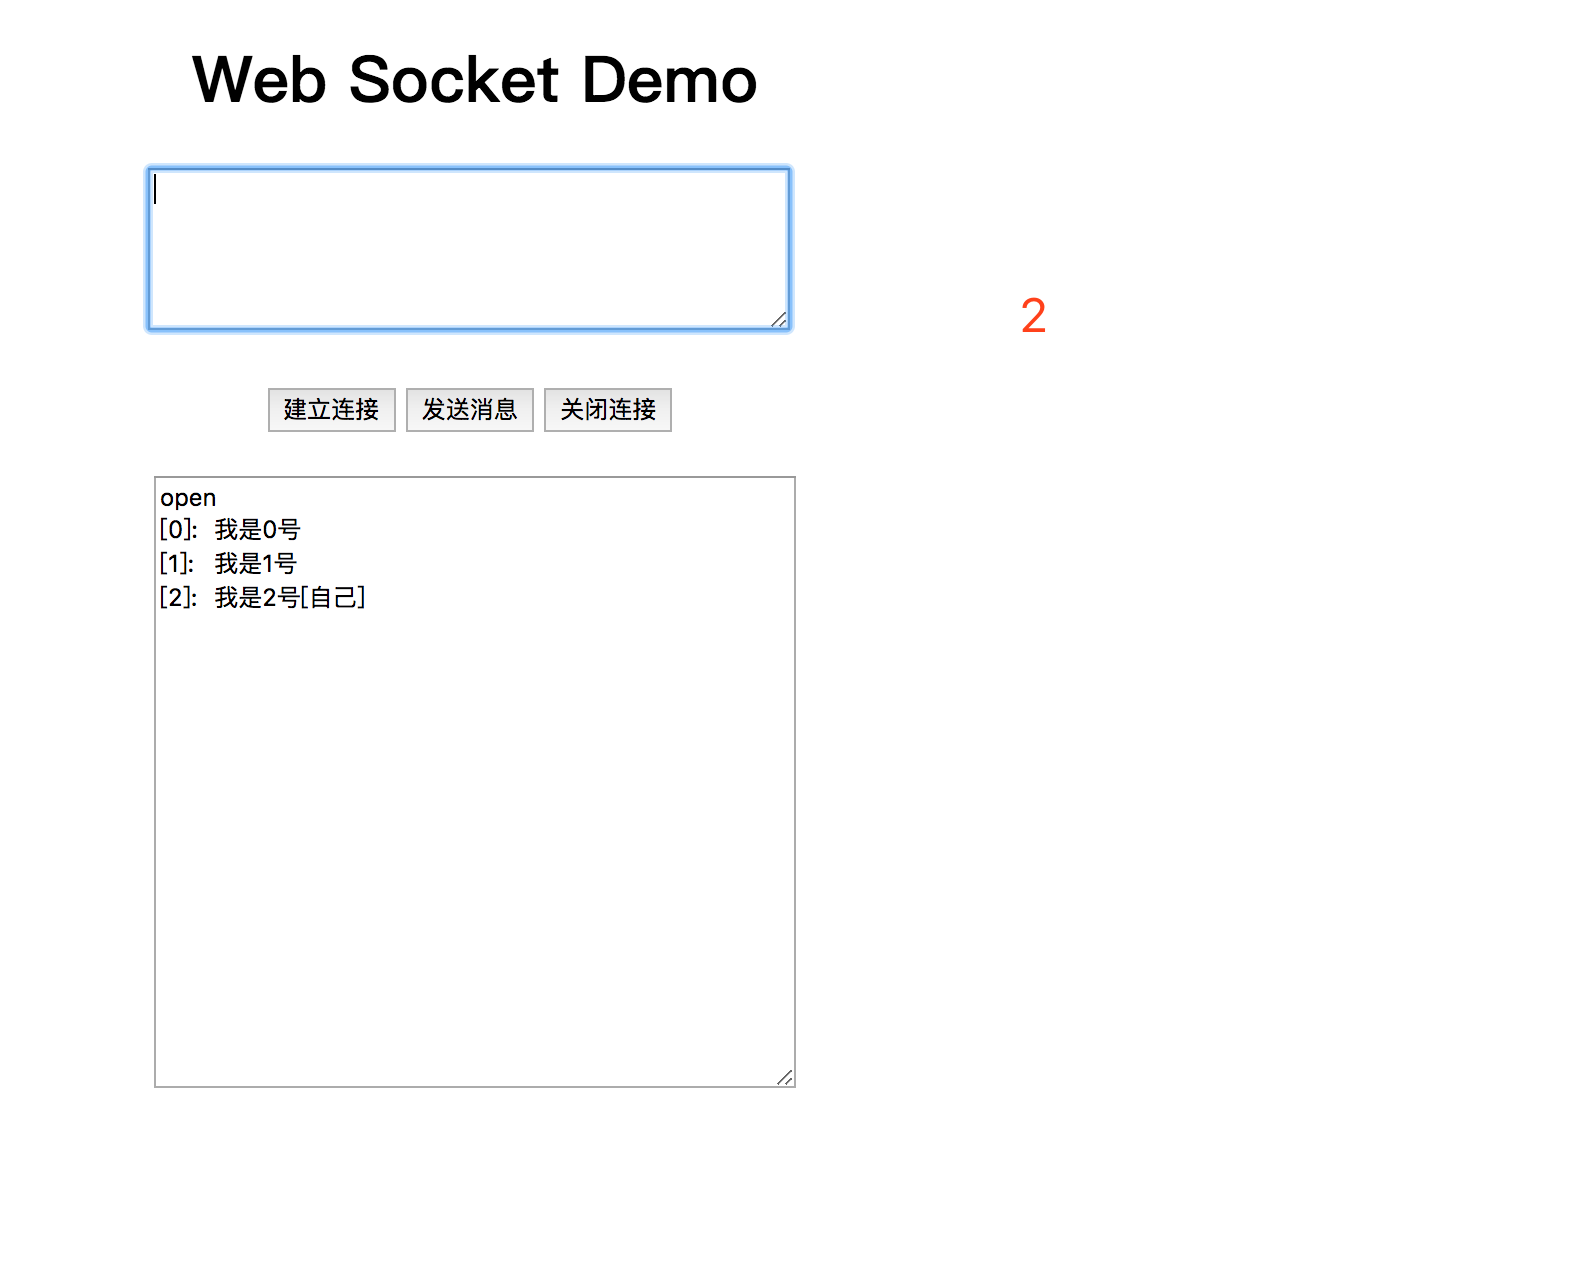 Web Socket Demo
2
建立连接 发送消息 关闭连接
open
[0]: 我是0号
[1]: 我是1号
[2]: 我是2号[自己]